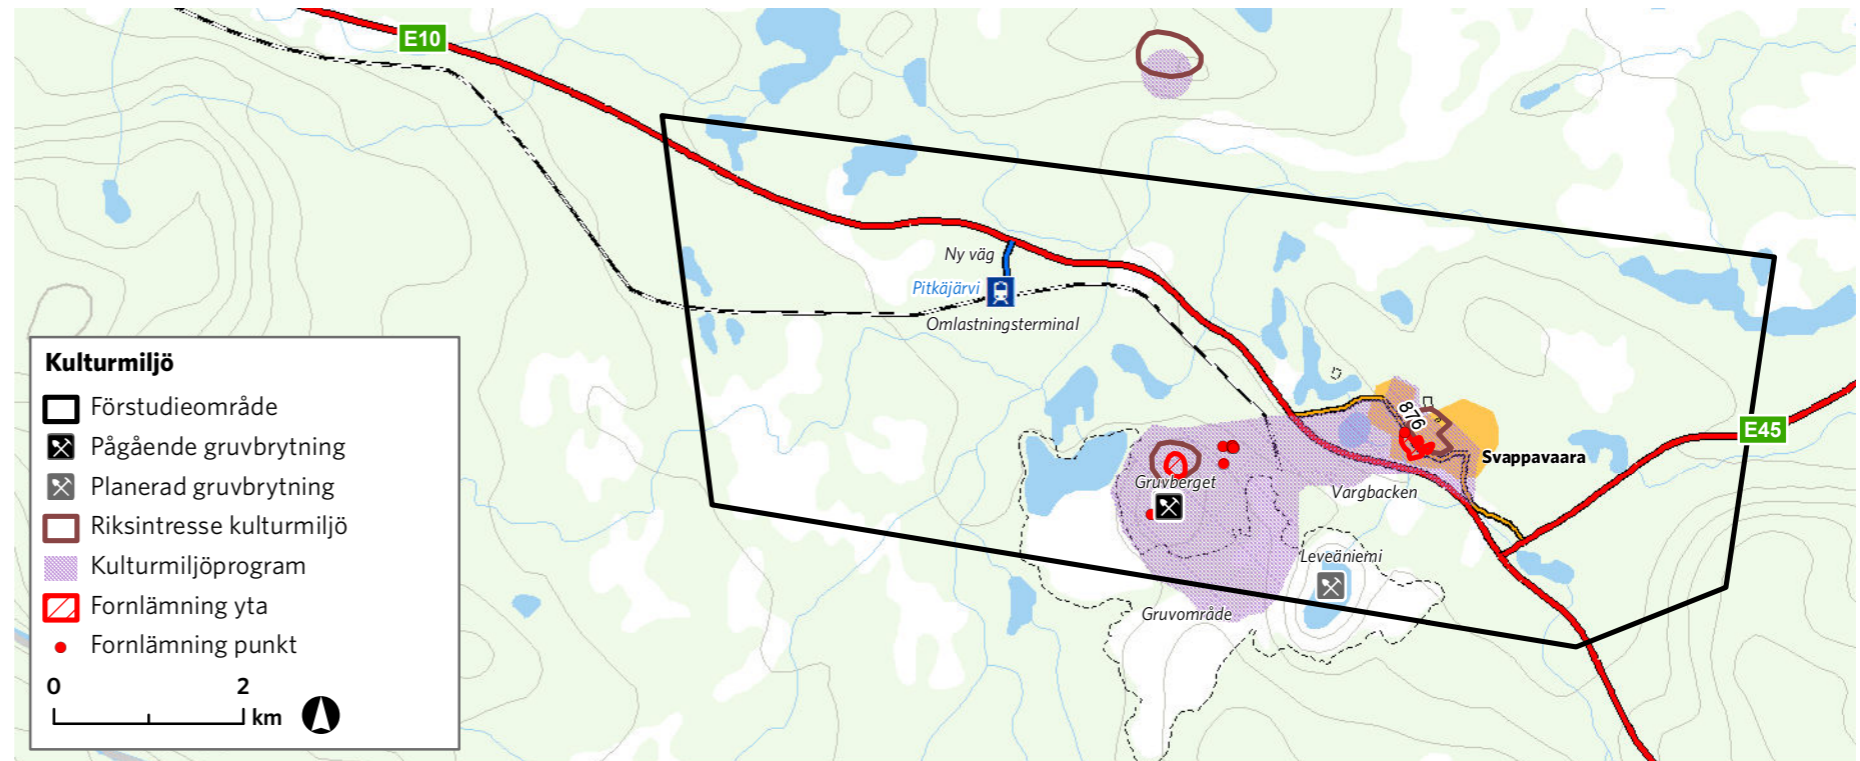 E10
Ny väg
Pitkäjärvi
Omlastningsterminal
876
E45
Svappavaara
Gruvberget
Vargbacken
Leveäniemi
Gruvområde
Kulturmiljö
Förstudieområde
Pågående gruvbrytning
Planerad gruvbrytning
Riksintresse kulturmiljö
Kulturmiljöprogram
Fornlämning yta
Fornlämning punkt
0 2
km